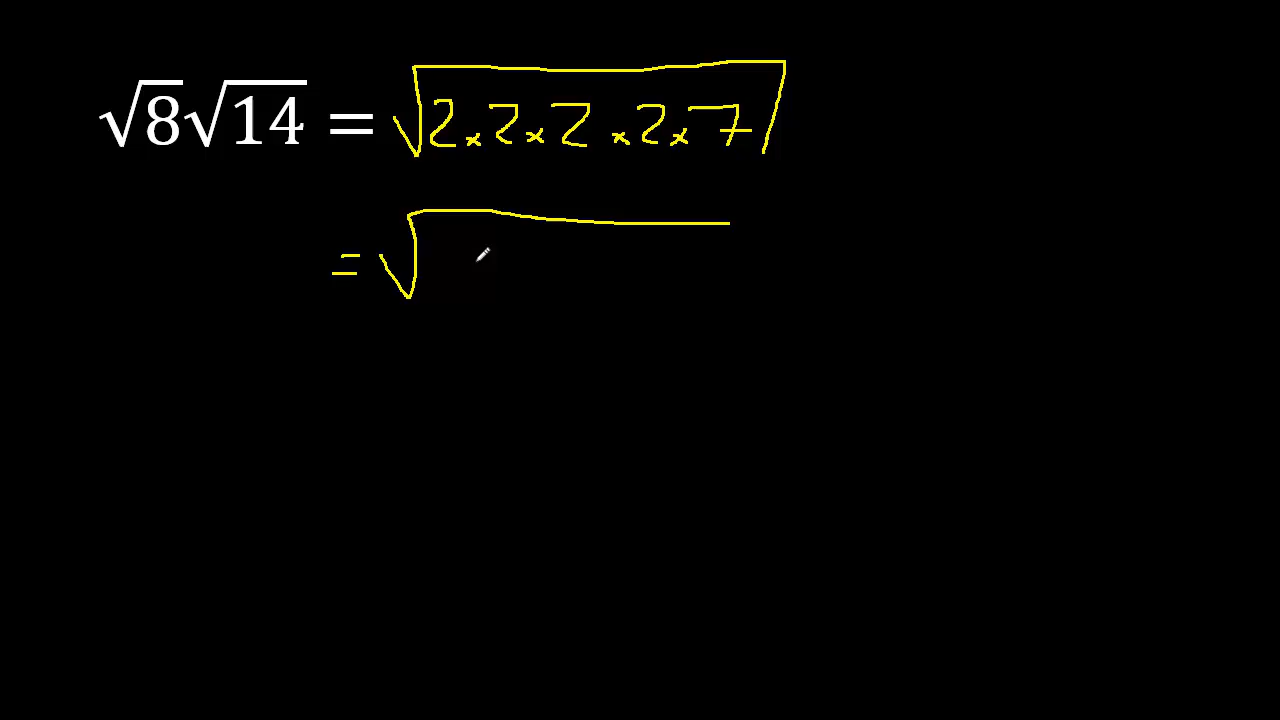 √8√14 = √2×2×2×2×7
= √